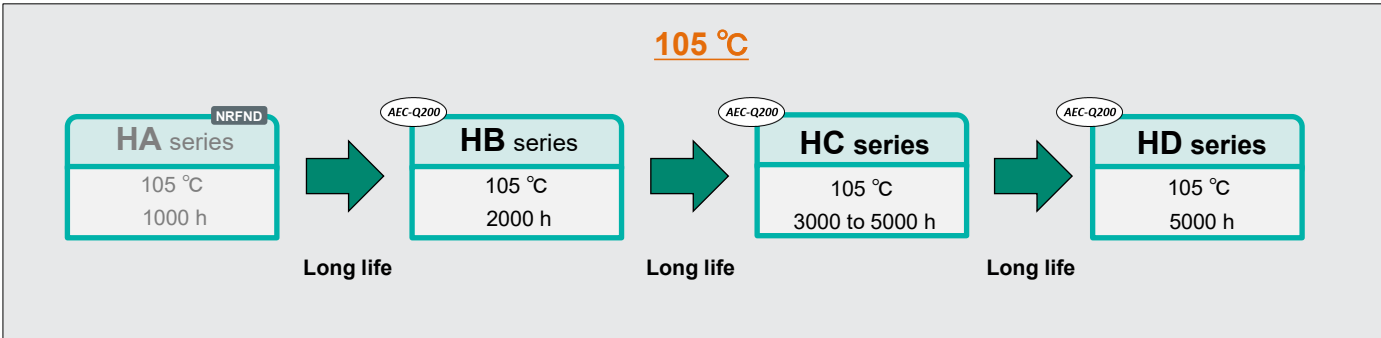 105 ℃
NRFND
HA series
105 ℃
1000 h
AEC-Q200
HB series
105 ℃
2000 h
AEC-Q200
HC series
105 ℃
3000 to 5000 h
AEC-Q200
HD series
105 ℃
5000 h
Long life
Long life
Long life